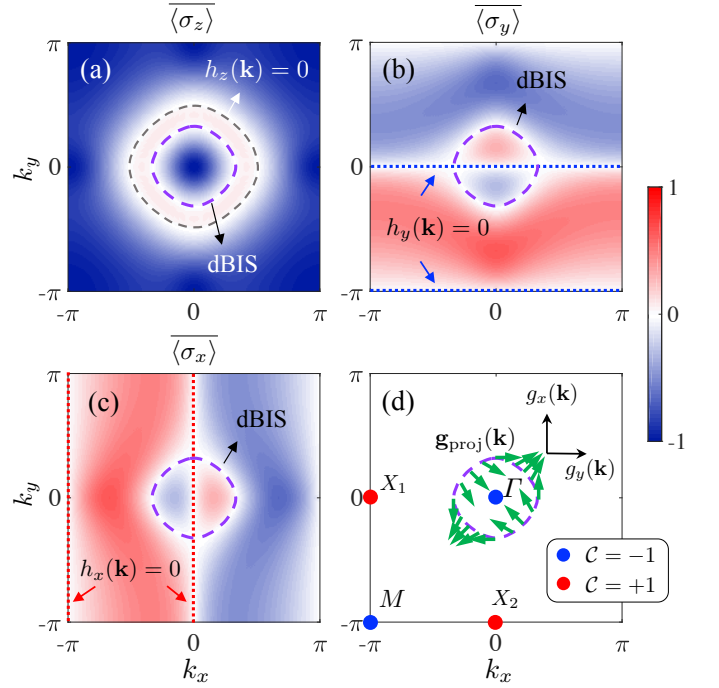 $\overline{\langle\sigma_z\rangle}$
$\overline{\langle\sigma_y\rangle}$
π
(a)
$h_z(\mathbf{k}) = 0$
dBIS
$k_y$
0
-π
-π
0
π
π
(b)
dBIS
0
$h_y(\mathbf{k}) = 0$
-π
-π
0
π
1
0
-1
$\overline{\langle\sigma_x\rangle}$
π
(c)
dBIS
$k_y$
0
$h_x(\mathbf{k}) = 0$
-π
-π
0
π
$k_x$
π
(d)
$g_x(\mathbf{k})$
$\mathbf{g}_{\mathrm{proj}}(\mathbf{k})$
$g_y(\mathbf{k})$
$X_1$
Γ
0
$\mathcal{C} = -1$
$\mathcal{C} = +1$
M
$X_2$
-π
-π
0
π
$k_x$